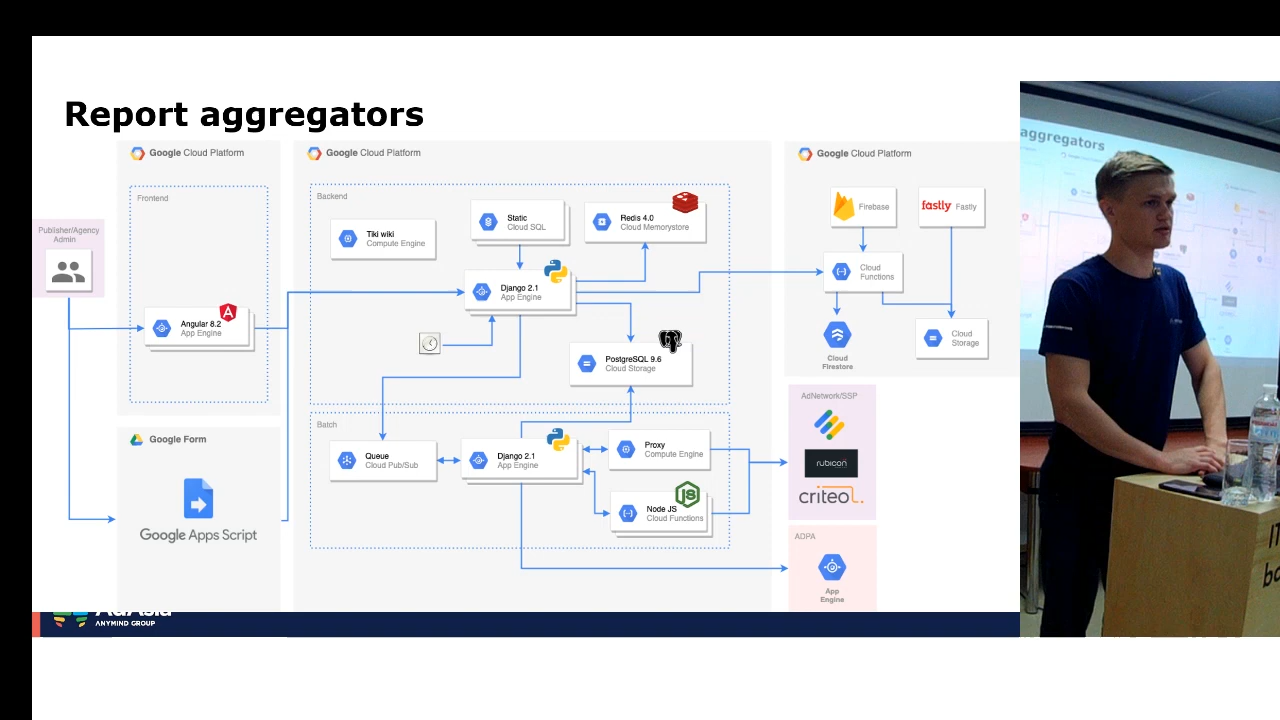 Report aggregators
Google Cloud Platform
Frontend
Publisher/Agency
Admin
Angular 8.2
App Engine
Google Form
Google Apps Script
Google Cloud Platform
Backend
Tiki wiki
Compute Engine
Static
Cloud SQL
Redis 4.0
Cloud Memorystore
Django 2.1
App Engine
PostgreSQL 9.6
Cloud Storage
Batch
Queue
Cloud Pub/Sub
Django 2.1
App Engine
Proxy
Compute Engine
JS
Node JS
Cloud Functions
Google Cloud Platform
Firebase
fastly Fastly
Cloud
Functions
Cloud
Firestore
Cloud
Storage
AdNetwork/SSP
rubicon
criteo
ADPA
App
Engine
AdAsia
ANYMIND GROUP
aggregators